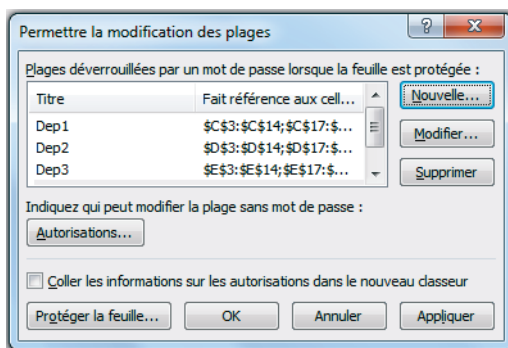 Permettre la modification des plages
Plages déverrouillées par un mot de passe lorsque la feuille est protégée :
Titre Fait référence aux cell...
Dep1 $C$3:$C$14;$C$17:$...
Dep2 $D$3:$D$14;$D$17:$...
Dep3 $E$3:$E$14;$E$17:$...
Nouvelle...
Modifier...
Supprimer
Indiquez qui peut modifier la plage sans mot de passe :
Autorisations...
Coller les informations sur les autorisations dans le nouveau classeur
Protéger la feuille... OK Annuler Appliquer